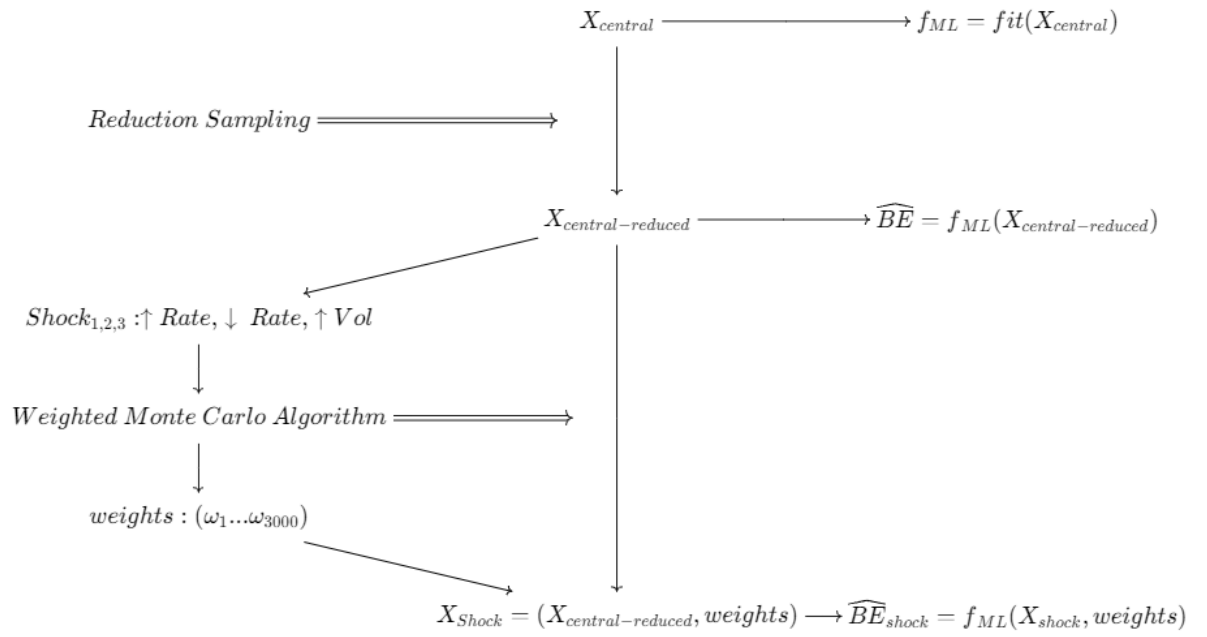 X_{central} f_{ML} = fit(X_{central})
Reduction Sampling
X_{central-reduced} \widehat{BE} = f_{ML}(X_{central-reduced})
Shock_{1,2,3} :↑ Rate, ↓ Rate, ↑ Vol
Weighted Monte Carlo Algorithm
weights : (ω_1...ω_{3000})
X_{Shock} = (X_{central-reduced}, weights) \widehat{BE}_{shock} = f_{ML}(X_{shock}, weights)